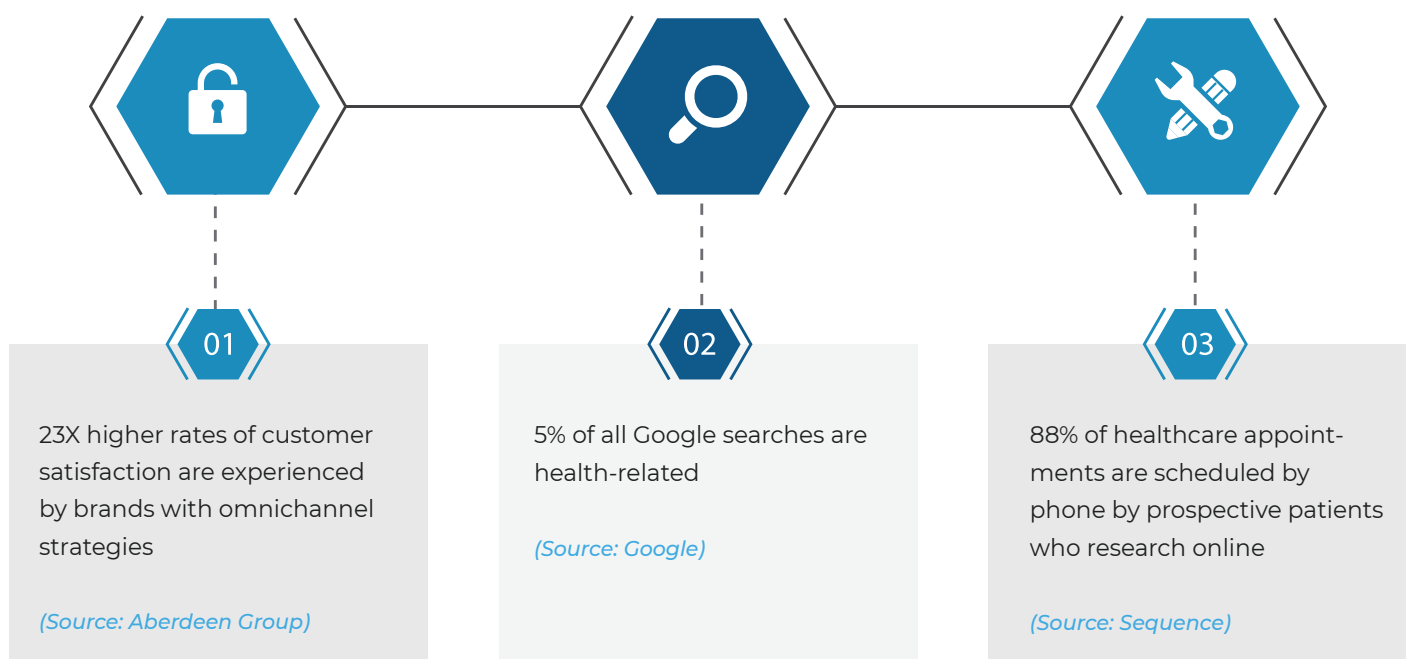 01
23X higher rates of customer
satisfaction are experienced
by brands with omnichannel
strategies
(Source: Aberdeen Group)
02
5% of all Google searches are
health-related
(Source: Google)
03
88% of healthcare appoint-
ments are scheduled by
phone by prospective patients
who research online
(Source: Sequence)